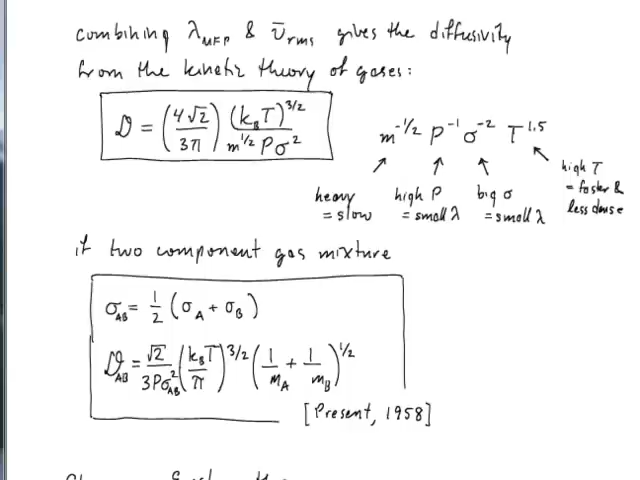 combining λMFP & v̄rms gives the diffusivity
from the kinetic theory of gases:
D = (4√2 / 3π) (k_B T)^3/2 / (m^1/2 P σ^2)
m^-1/2 P^-1 σ^-2 T^1.5
heavy = slow
high P = small λ
big σ = small λ
high T = faster & less dense
if two component gas mixture
σ_AB = 1/2 (σ_A + σ_B)
D_AB = √2 / (3Pσ_AB^2) (k_B T / π)^3/2 (1/m_A + 1/m_B)^1/2
[Present, 1958]